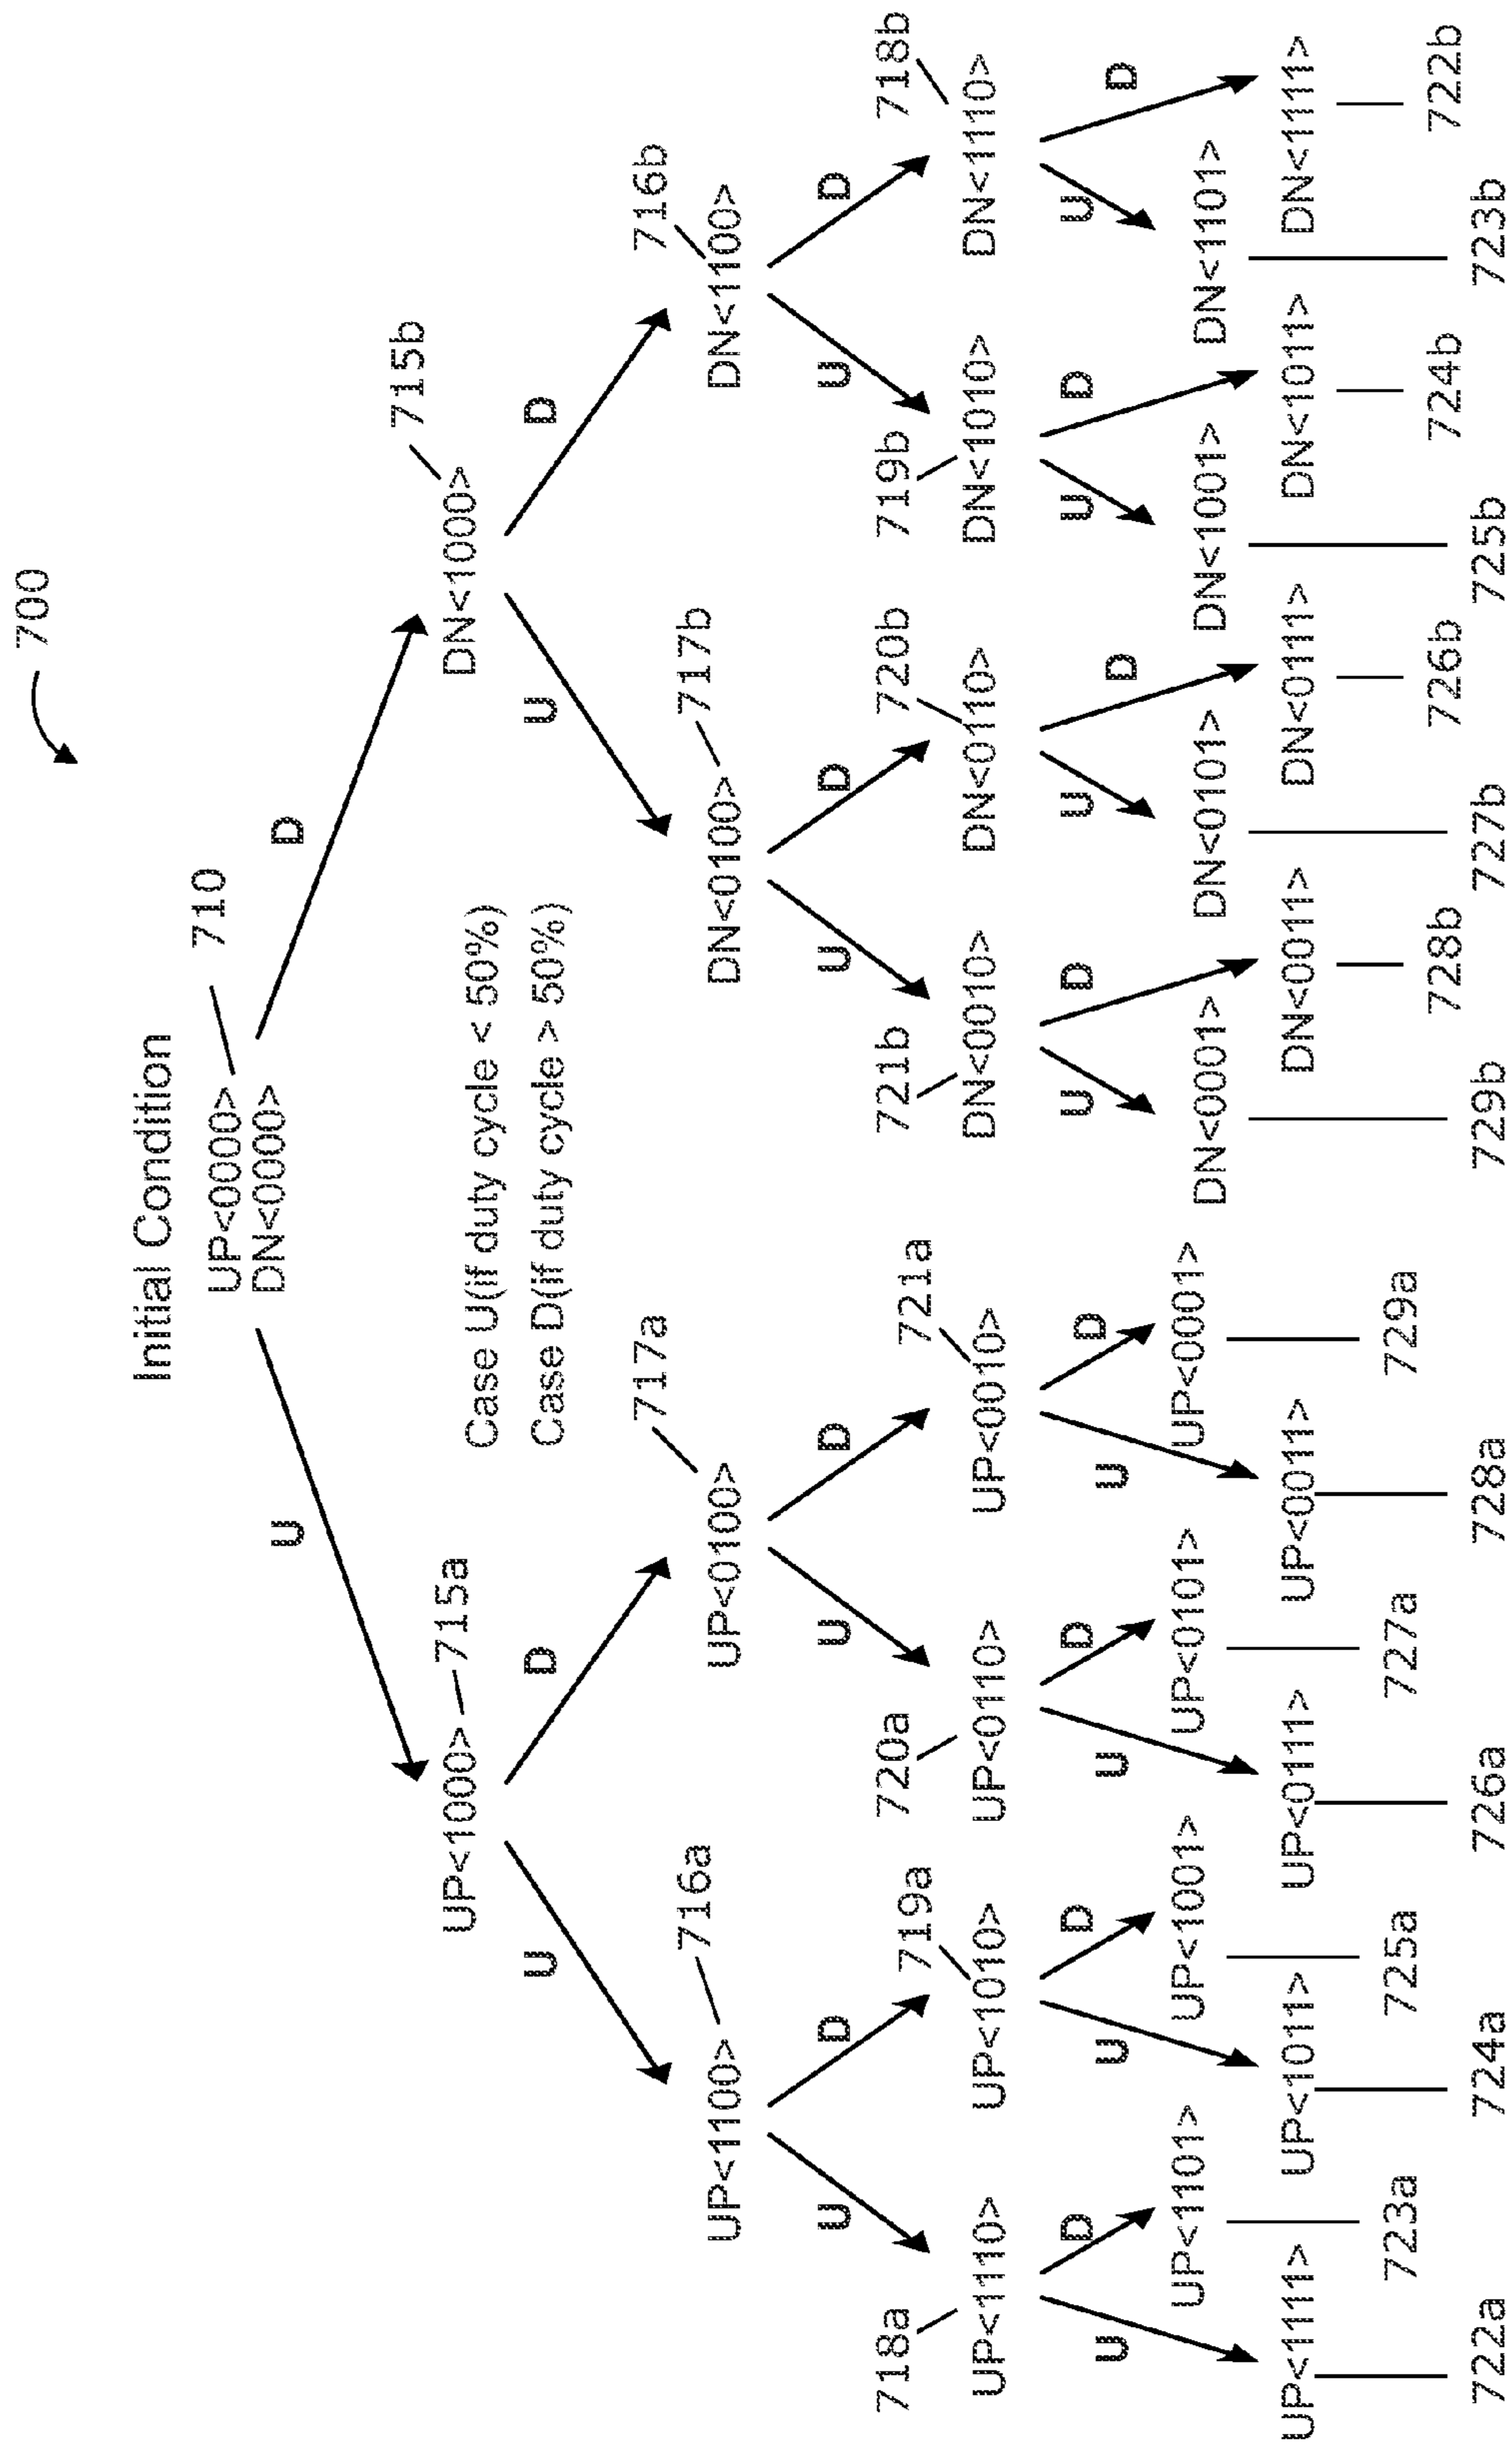 700
Initial Condition
710
UP<0000>
DN<0000>
U
D
UP<1000>
715a
DN<1000>
715b
Case U(if duty cycle < 50%)
Case D(if duty cycle > 50%)
U
D
U
D
716a
717a
717b
716b
UP<1100>
UP<0100>
DN<0100>
DN<1100>
U
D
U
D
U
D
U
D
718a
719a
720a
721a
721b
720b
719b
718b
UP<1110>
UP<1010>
UP<0110>
UP<0010>
DN<0010>
DN<0110>
DN<1010>
DN<1110>
U
D
U
D
U
D
U
D
U
D
U
D
U
D
U
D
UP<1101>
UP<1001>
UP<0101>
UP<0001>
DN<0001>
DN<0101>
DN<1001>
DN<1101>
UP<1111>
UP<1011>
UP<0111>
UP<0011>
DN<0011>
DN<0111>
DN<1011>
DN<1111>
723a
725a
727a
729a
728b
726b
724b
722b
722a
724a
726a
728a
729b
727b
725b
723b